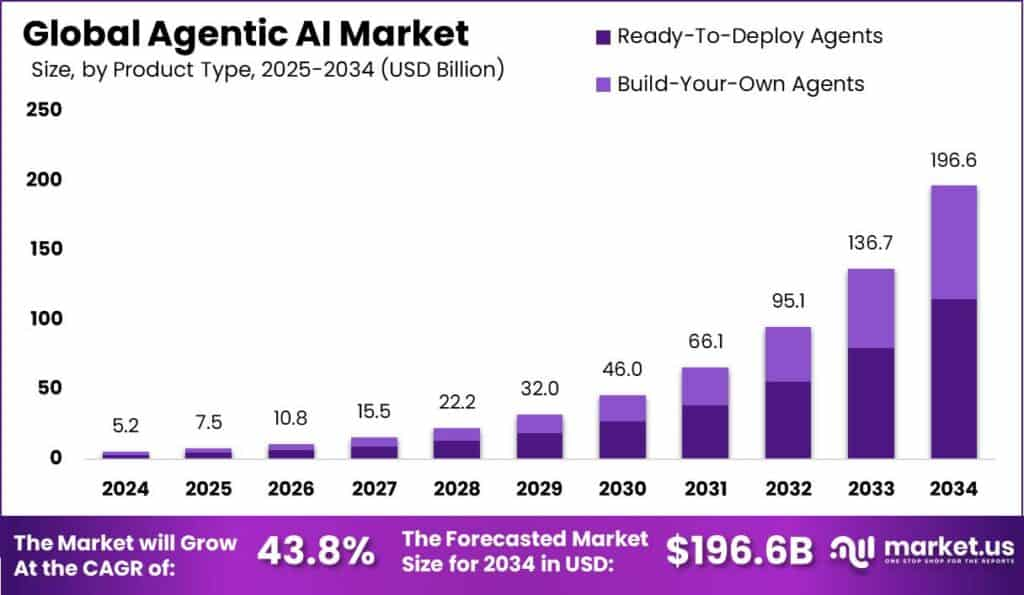 Global Agentic AI Market
Size, by Product Type, 2025-2034 (USD Billion)
Ready-To-Deploy Agents
Build-Your-Own Agents
250
200
150
100
50
0
5.2
7.5
10.8
15.5
22.2
32.0
46.0
66.1
95.1
136.7
196.6
2024 2025 2026 2027 2028 2029 2030 2031 2032 2033 2034
The Market will Grow
At the CAGR of:
43.8%
The Forecasted Market
Size for 2034 in USD:
$196.6B
market.us
ONE STOP SHOP FOR THE REPORTS